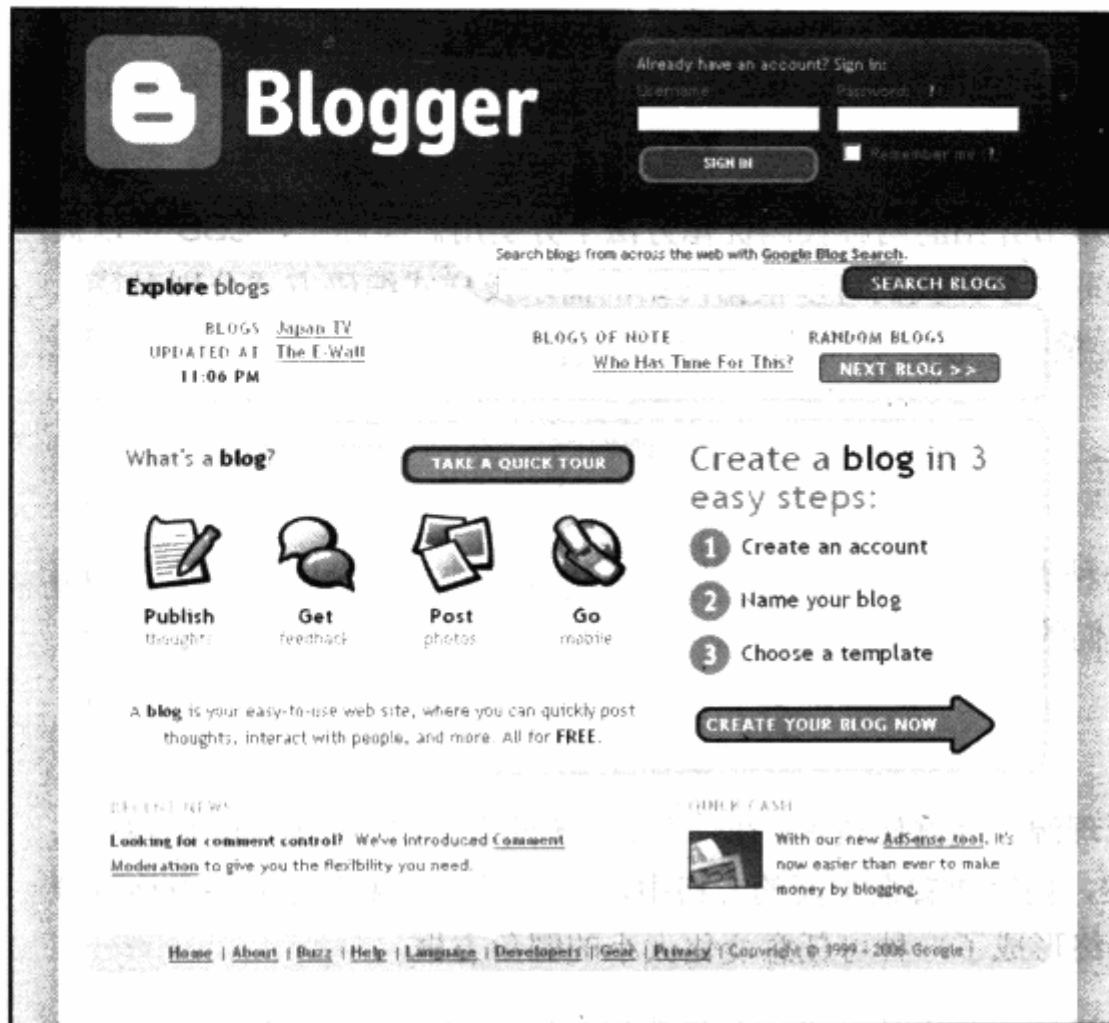 Blogger
Already have an account? Sign In:
Username
Password: ?
SIGN IN
Remember me (?)
Search blogs from across the web with Google Blog Search.
Explore blogs
SEARCH BLOGS
BLOGS UPDATED AT 11:06 PM
Japan TV
The E-Wall
BLOGS OF NOTE
Who Has Time For This?
RANDOM BLOGS
NEXT BLOG >>
What's a blog?
TAKE A QUICK TOUR
Publish
thoughts
Get
feedback
Post
photos
Go
mobile
A blog is your easy-to-use web site, where you can quickly post
thoughts, interact with people, and more. All for FREE.
Create a blog in 3
easy steps:
1 Create an account
2 Name your blog
3 Choose a template
CREATE YOUR BLOG NOW
RECENT NEWS
Looking for comment control? We've introduced Comment
Moderation to give you the flexibility you need.
QUICK CASH
With our new AdSense tool, it's
now easier than ever to make
money by blogging.
Home | About | Buzz | Help | Language | Developers | Gear | Privacy | Copyright © 1999 - 2006 Google